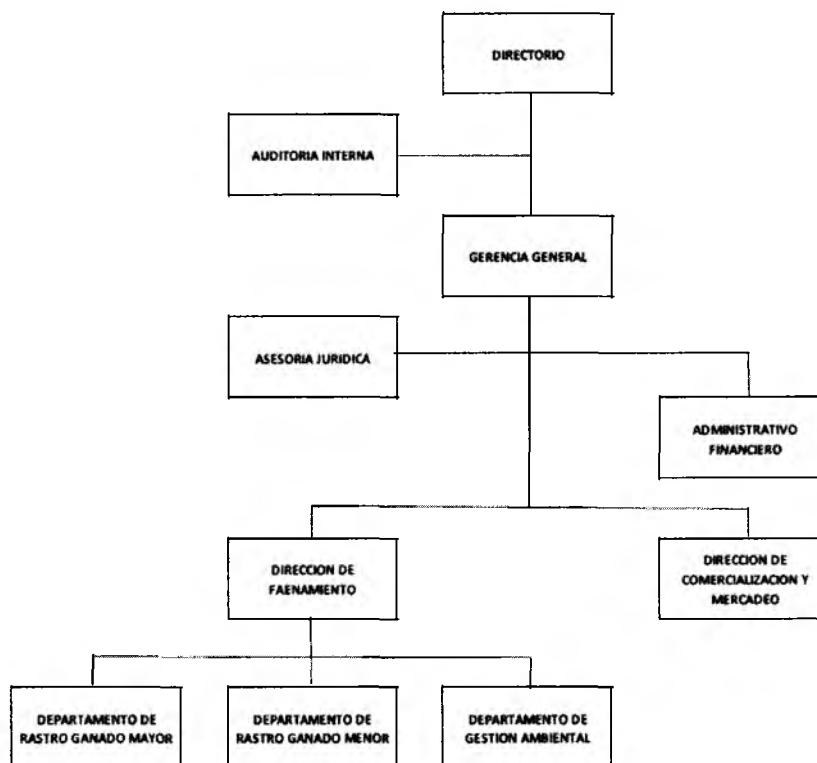 DIRECTORIO
AUDITORIA INTERNA
GERENCIA GENERAL
ASESORIA JURIDICA
ADMINISTRATIVO
FINANCIERO
DIRECCION DE
FAENAMIENTO
DIRECCION DE
COMERCIALIZACION Y
MERCADEO
DEPARTAMENTO DE
RASTRO GANADO MAYOR
DEPARTAMENTO DE
RASTRO GANADO MENOR
DEPARTAMENTO DE
GESTION AMBIENTAL